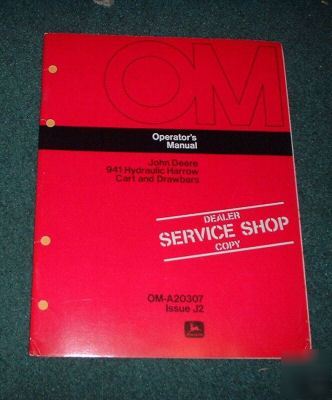 OM
Operator's
Manual
John Deere
941 Hydraulic Harrow
Cart and Drawbars
DEALER
SERVICE SHOP
COPY
OM-A20307
Issue J2